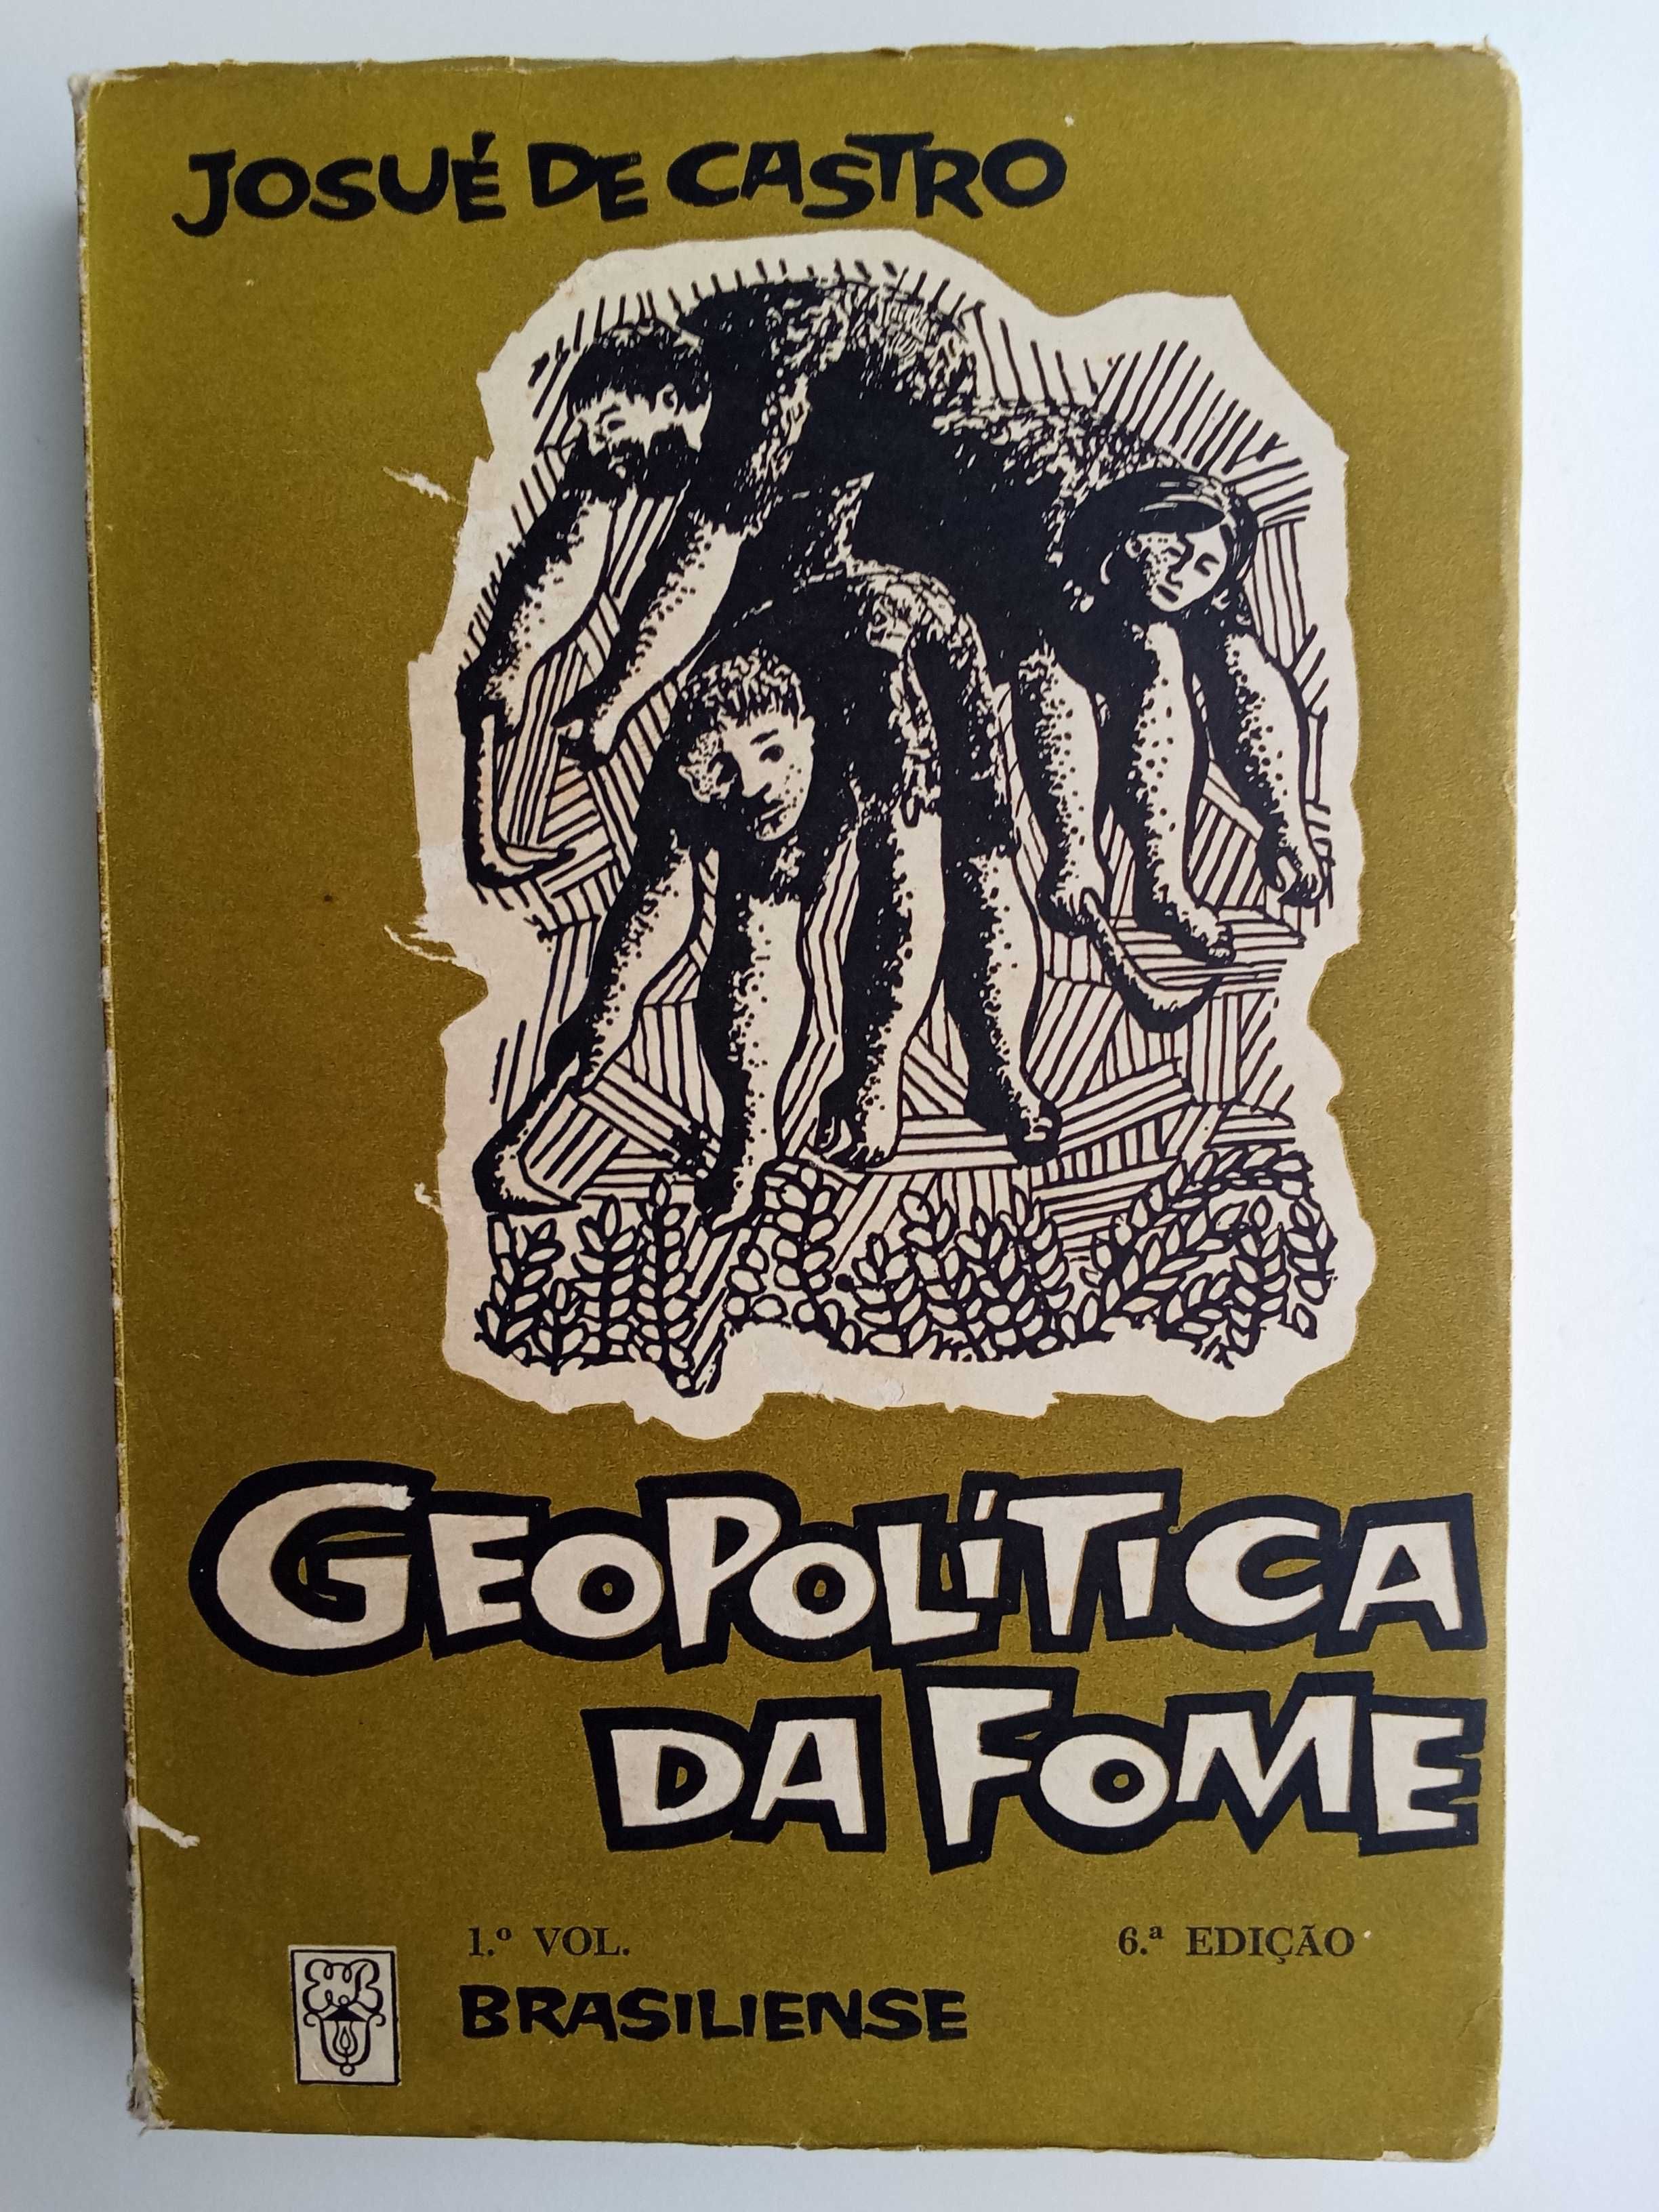 JOSUÉ DE CASTRO
GEOPOLÍTICA
DA FOME
1.º VOL.
6.ª EDIÇÃO
BRASILIENSE